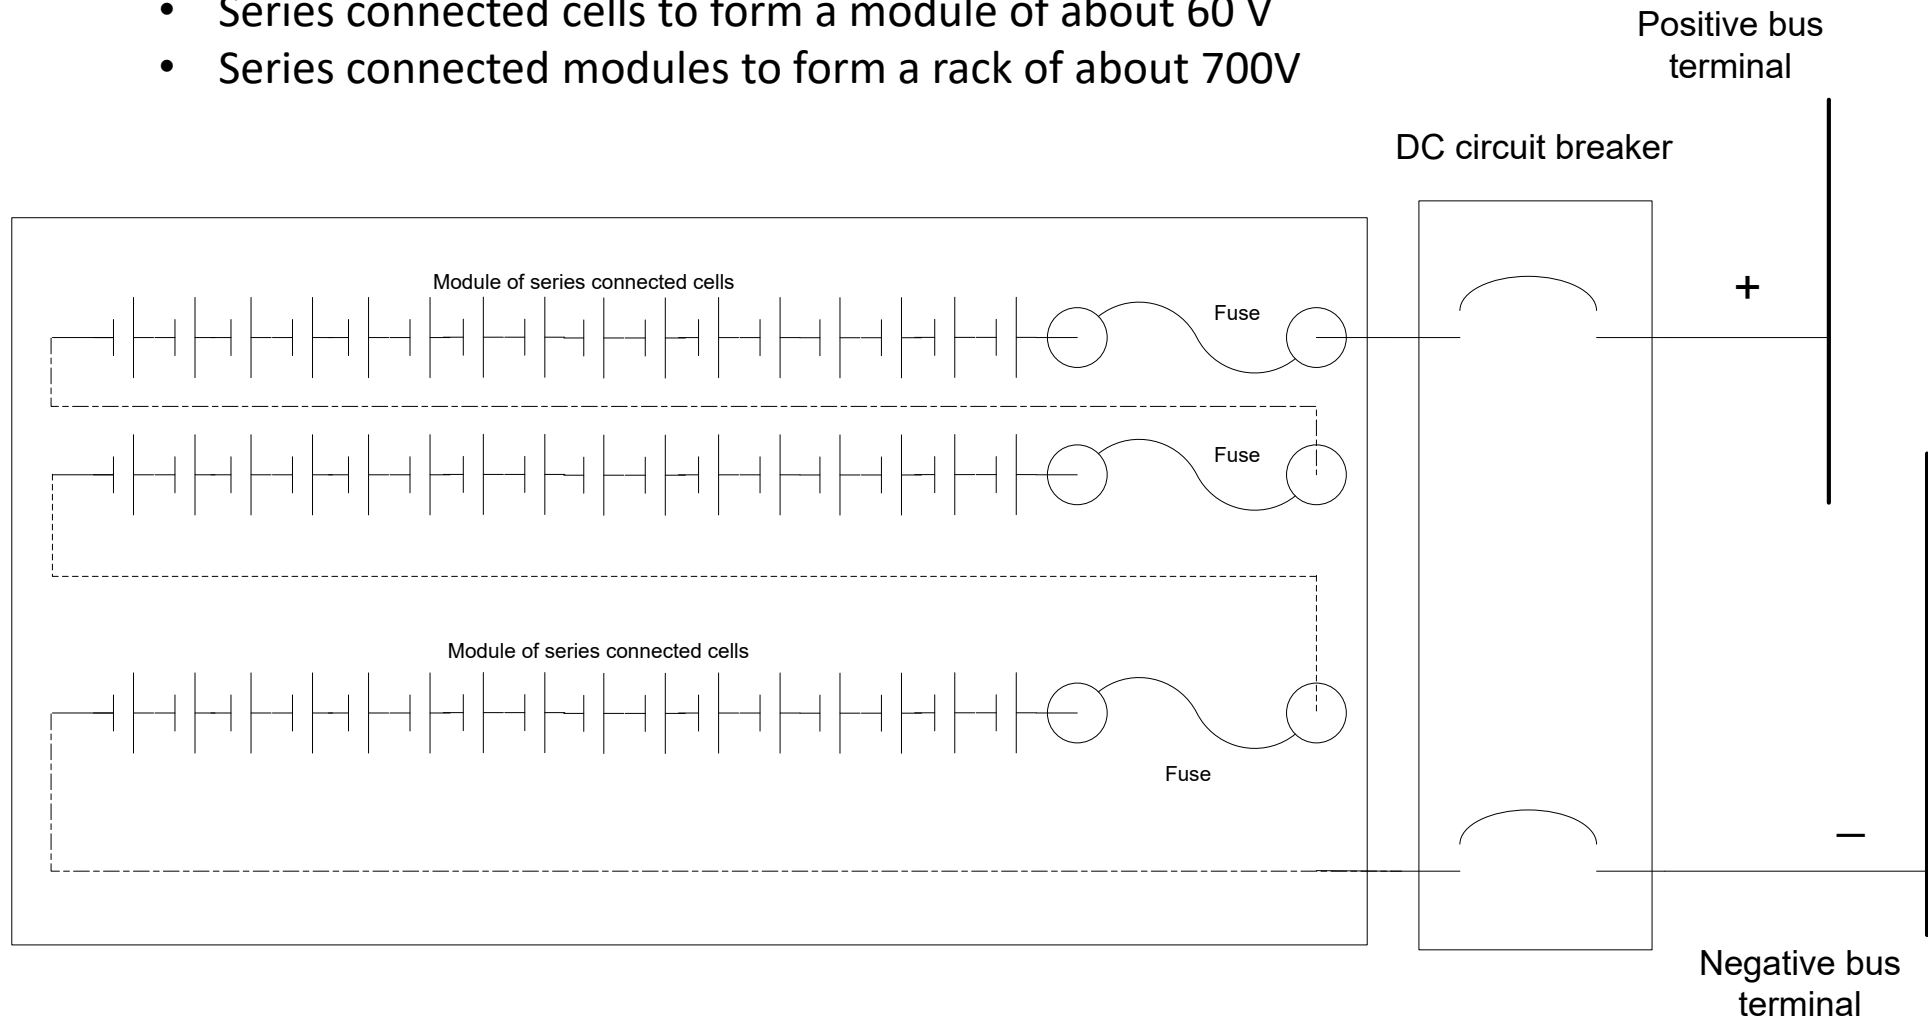 • Series connected cells to form a module of about 60 V
• Series connected modules to form a rack of about 700V
Positive bus
terminal
DC circuit breaker
Module of series connected cells
Fuse
+
Fuse
Module of series connected cells
Fuse
–
Negative bus
terminal